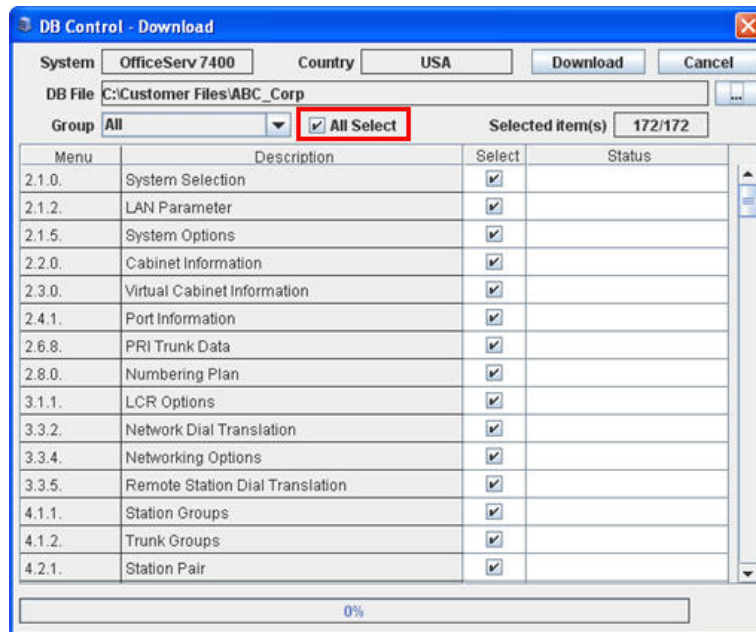 DB Control - Download
System OfficeServ 7400 Country USA Download Cancel
DB File C:\Customer Files\ABC_Corp ...
Group All All Select Selected item(s) 172/172
Menu Description Select Status
2.1.0. System Selection
2.1.2. LAN Parameter
2.1.5. System Options
2.2.0. Cabinet Information
2.3.0. Virtual Cabinet Information
2.4.1. Port Information
2.6.8. PRI Trunk Data
2.8.0. Numbering Plan
3.1.1. LCR Options
3.3.2. Network Dial Translation
3.3.4. Networking Options
3.3.5. Remote Station Dial Translation
4.1.1. Station Groups
4.1.2. Trunk Groups
4.2.1. Station Pair
0%